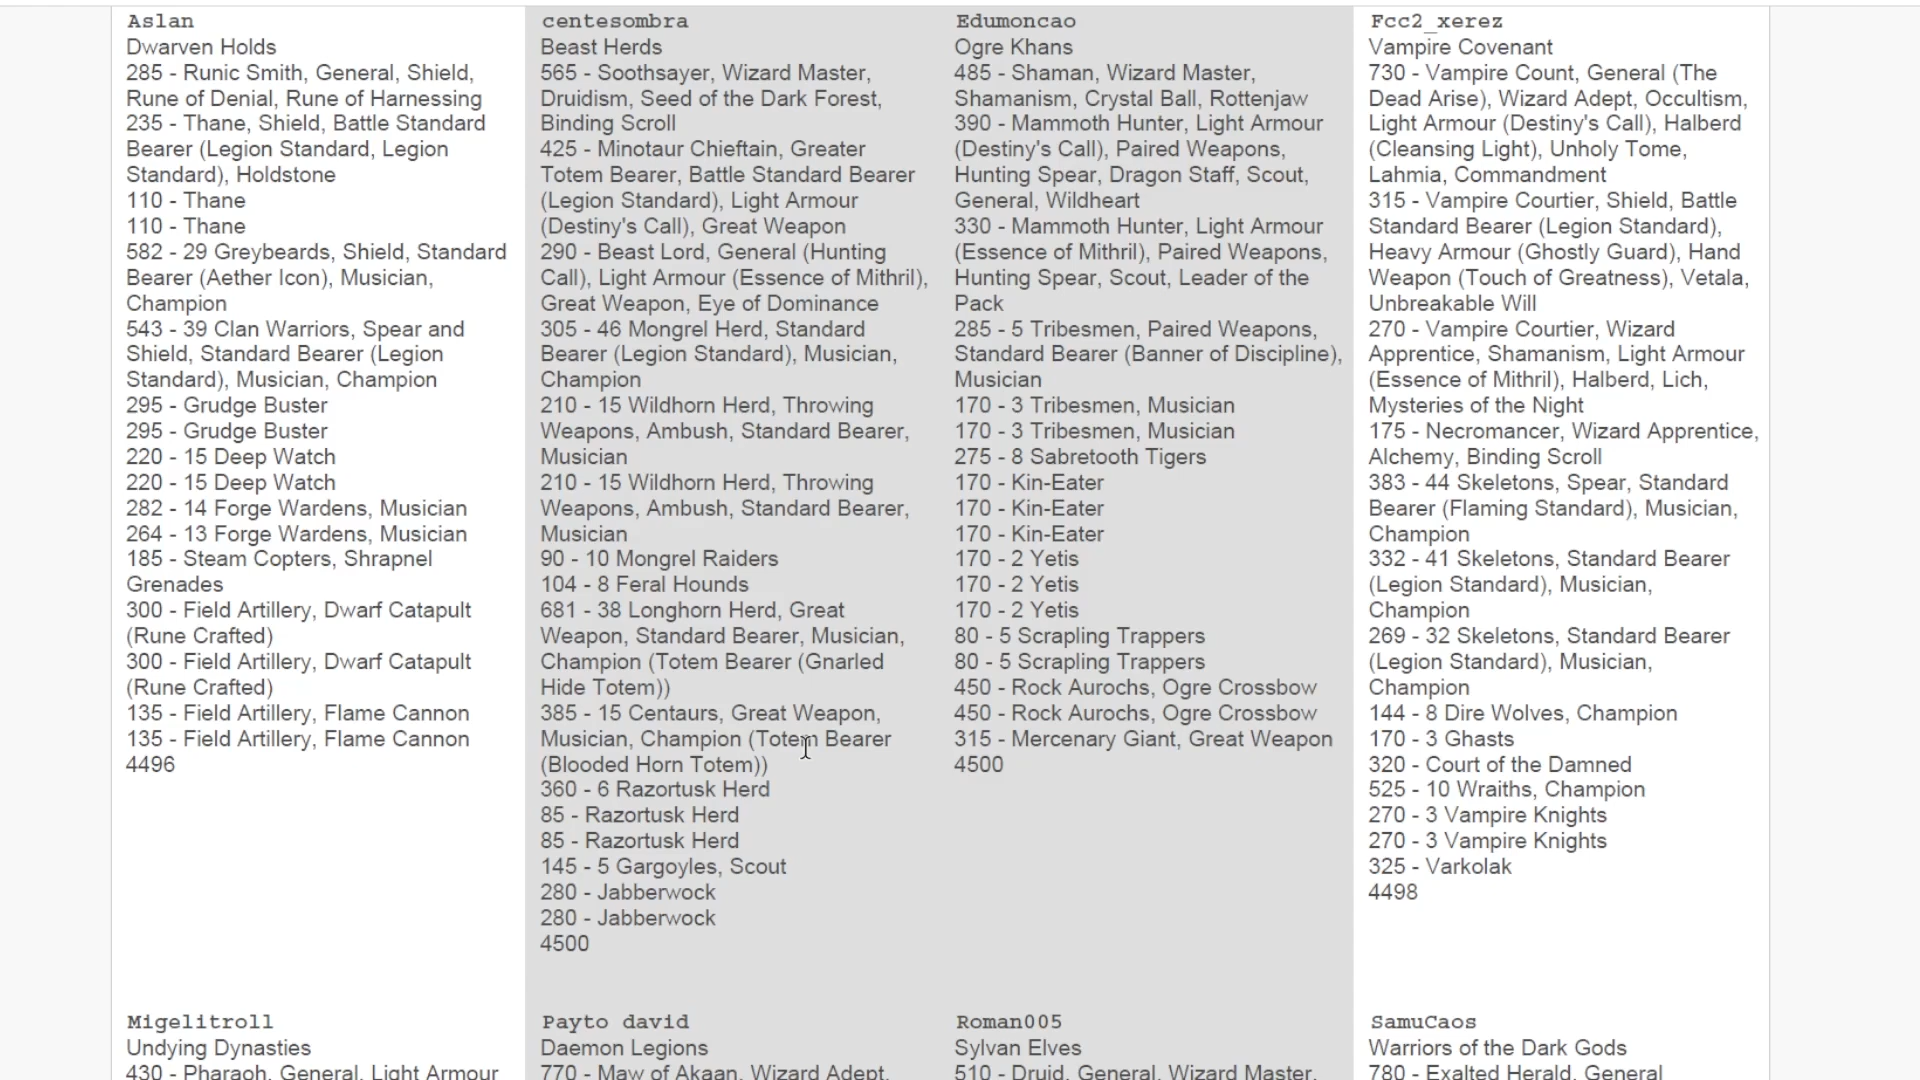 Aslan
Dwarven Holds
285 - Runic Smith, General, Shield,
Rune of Denial, Rune of Harnessing
235 - Thane, Shield, Battle Standard
Bearer (Legion Standard, Legion
Standard), Holdstone
110 - Thane
110 - Thane
582 - 29 Greybeards, Shield, Standard
Bearer (Aether Icon), Musician,
Champion
543 - 39 Clan Warriors, Spear and
Shield, Standard Bearer (Legion
Standard), Musician, Champion
295 - Grudge Buster
295 - Grudge Buster
220 - 15 Deep Watch
220 - 15 Deep Watch
282 - 14 Forge Wardens, Musician
264 - 13 Forge Wardens, Musician
185 - Steam Copters, Shrapnel
Grenades
300 - Field Artillery, Dwarf Catapult
(Rune Crafted)
300 - Field Artillery, Dwarf Catapult
(Rune Crafted)
135 - Field Artillery, Flame Cannon
135 - Field Artillery, Flame Cannon
4496
centesombra
Beast Herds
565 - Soothsayer, Wizard Master,
Druidism, Seed of the Dark Forest,
Binding Scroll
425 - Minotaur Chieftain, Greater
Totem Bearer, Battle Standard Bearer
(Legion Standard), Light Armour
(Destiny's Call), Great Weapon
290 - Beast Lord, General (Hunting
Call), Light Armour (Essence of Mithril),
Great Weapon, Eye of Dominance
305 - 46 Mongrel Herd, Standard
Bearer (Legion Standard), Musician,
Champion
210 - 15 Wildhorn Herd, Throwing
Weapons, Ambush, Standard Bearer,
Musician
210 - 15 Wildhorn Herd, Throwing
Weapons, Ambush, Standard Bearer,
Musician
90 - 10 Mongrel Raiders
104 - 8 Feral Hounds
681 - 38 Longhorn Herd, Great
Weapon, Standard Bearer, Musician,
Champion (Totem Bearer (Gnarled
Hide Totem))
385 - 15 Centaurs, Great Weapon,
Musician, Champion (Totem Bearer
(Blooded Horn Totem))
360 - 6 Razortusk Herd
85 - Razortusk Herd
85 - Razortusk Herd
145 - 5 Gargoyles, Scout
280 - Jabberwock
280 - Jabberwock
4500
Edumoncao
Ogre Khans
485 - Shaman, Wizard Master,
Shamanism, Crystal Ball, Rottenjaw
390 - Mammoth Hunter, Light Armour
(Destiny's Call), Paired Weapons,
Hunting Spear, Dragon Staff, Scout,
General, Wildheart
330 - Mammoth Hunter, Light Armour
(Essence of Mithril), Paired Weapons,
Hunting Spear, Scout, Leader of the
Pack
285 - 5 Tribesmen, Paired Weapons,
Standard Bearer (Banner of Discipline),
Musician
170 - 3 Tribesmen, Musician
170 - 3 Tribesmen, Musician
275 - 8 Sabretooth Tigers
170 - Kin-Eater
170 - Kin-Eater
170 - Kin-Eater
170 - 2 Yetis
170 - 2 Yetis
170 - 2 Yetis
80 - 5 Scrapling Trappers
80 - 5 Scrapling Trappers
450 - Rock Aurochs, Ogre Crossbow
450 - Rock Aurochs, Ogre Crossbow
315 - Mercenary Giant, Great Weapon
4500
Fcc2_xerez
Vampire Covenant
730 - Vampire Count, General (The
Dead Arise), Wizard Adept, Occultism,
Light Armour (Destiny's Call), Halberd
(Cleansing Light), Unholy Tome,
Lahmia, Commandment
315 - Vampire Courtier, Shield, Battle
Standard Bearer (Legion Standard),
Heavy Armour (Ghostly Guard), Hand
Weapon (Touch of Greatness), Vetala,
Unbreakable Will
270 - Vampire Courtier, Wizard
Apprentice, Shamanism, Light Armour
(Essence of Mithril), Halberd, Lich,
Mysteries of the Night
175 - Necromancer, Wizard Apprentice,
Alchemy, Binding Scroll
383 - 44 Skeletons, Spear, Standard
Bearer (Flaming Standard), Musician,
Champion
332 - 41 Skeletons, Standard Bearer
(Legion Standard), Musician,
Champion
269 - 32 Skeletons, Standard Bearer
(Legion Standard), Musician,
Champion
144 - 8 Dire Wolves, Champion
170 - 3 Ghasts
320 - Court of the Damned
525 - 10 Wraiths, Champion
270 - 3 Vampire Knights
270 - 3 Vampire Knights
325 - Varkolak
4498
Migelitroll
Undying Dynasties
430 - Pharaoh, General, Light Armour
Payto david
Daemon Legions
770 - Maw of Akaan, Wizard Adept,
Roman005
Sylvan Elves
510 - Druid, General, Wizard Master,
SamuCaos
Warriors of the Dark Gods
780 - Exalted Herald, General